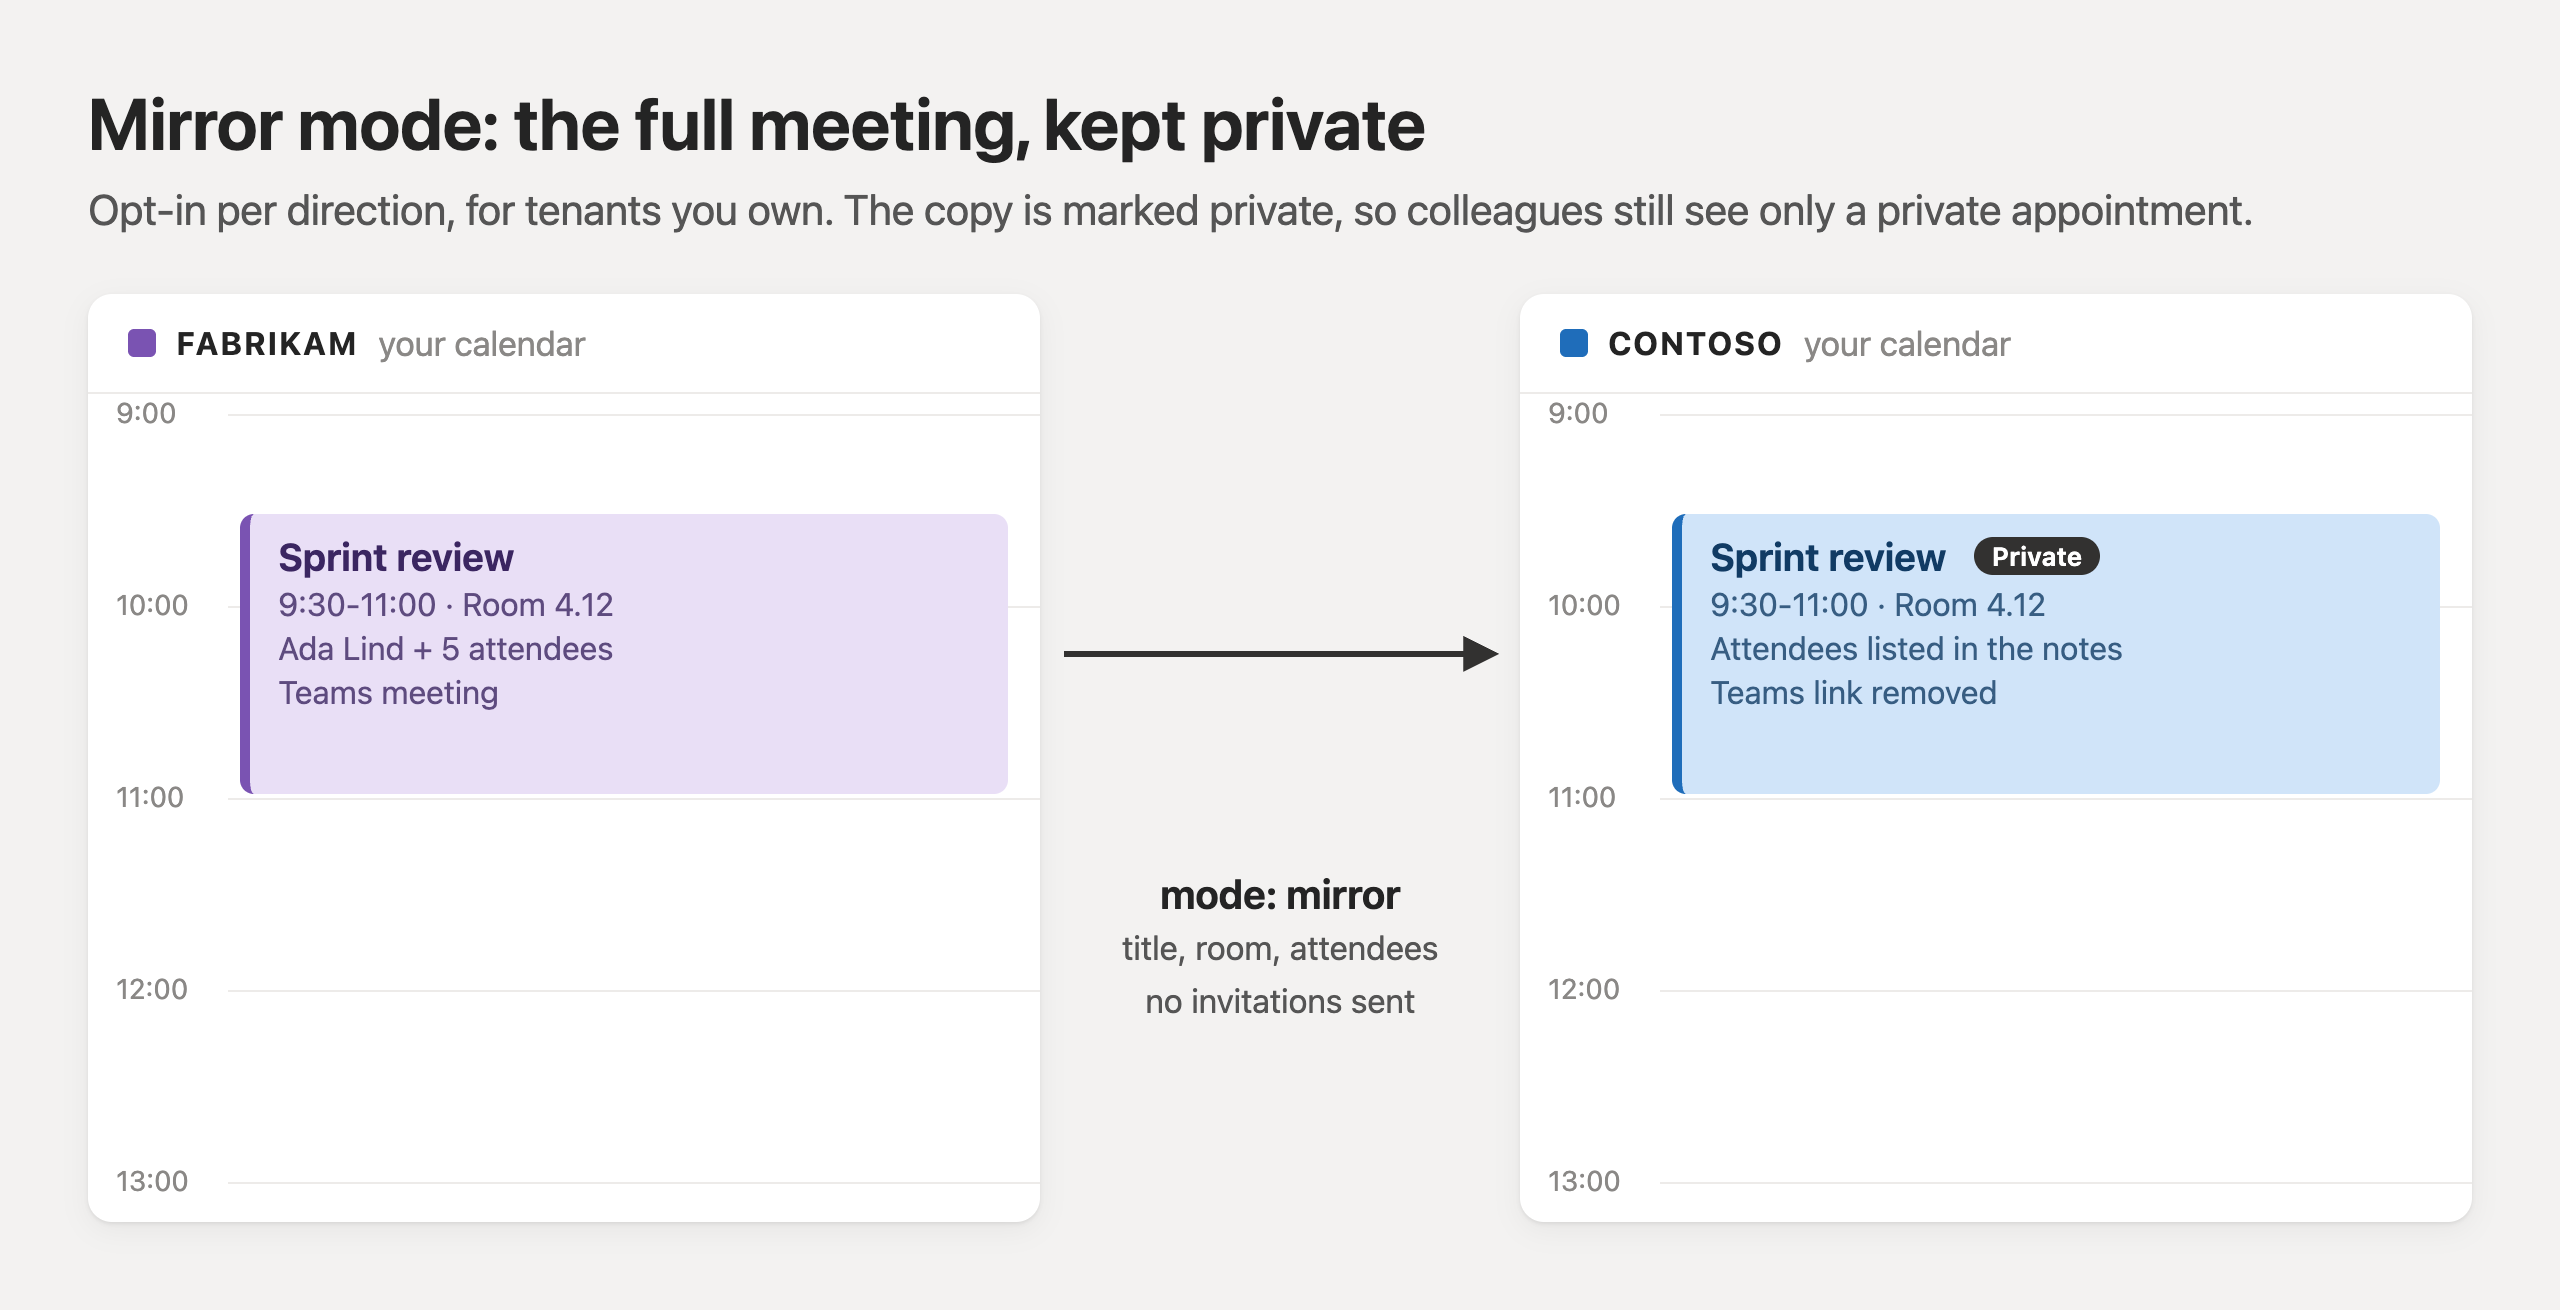 Mirror mode: the full meeting, kept private
Opt-in per direction, for tenants you own. The copy is marked private, so colleagues still see only a private appointment.
FABRIKAM your calendar
9:00
Sprint review
9:30-11:00 · Room 4.12
10:00
Ada Lind + 5 attendees
Teams meeting
11:00
12:00
13:00
mode: mirror
title, room, attendees
no invitations sent
CONTOSO your calendar
9:00
Sprint review Private
9:30-11:00 · Room 4.12
10:00
Attendees listed in the notes
Teams link removed
11:00
12:00
13:00